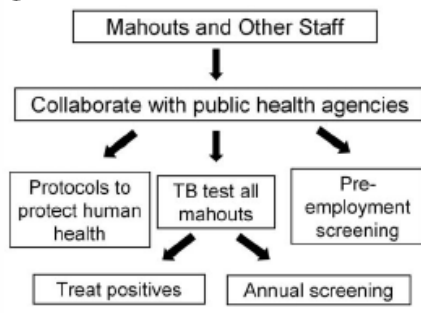 Mahouts and Other Staff
Collaborate with public health agencies
Protocols to
protect human
health
TB test all
mahouts
Pre-
employment
screening
Treat positives
Annual screening